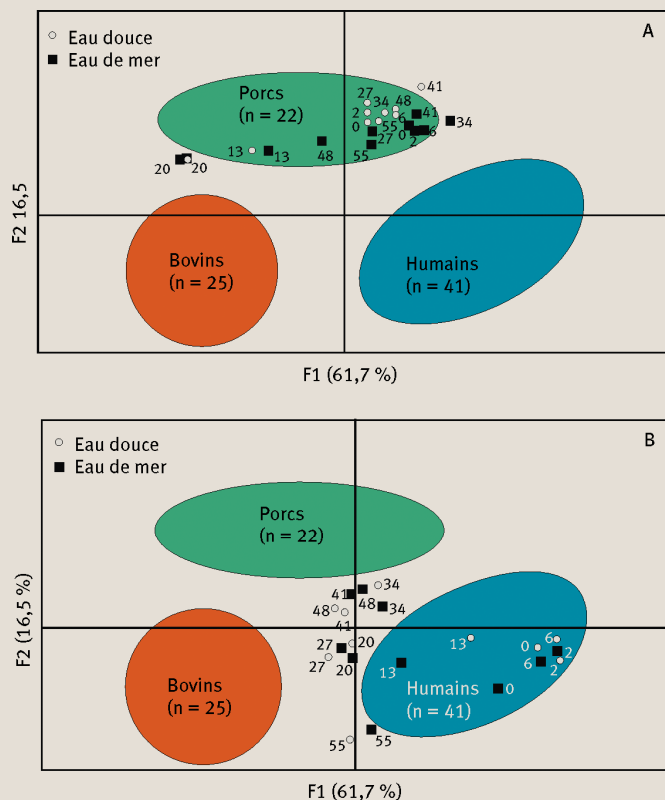 A
Eau douce
Eau de mer
Porcs
(n = 22)
41
27
34 48
2
6 41
34
0 55
0 2 6
27
55
48
13 13
20 20
Bovins
(n = 25)
Humains
(n = 41)
F2 16,5
F1 (61,7 %)
B
Eau douce
Eau de mer
Porcs
(n = 22)
34
41
48 48 34
41
27 20
27 20
13
0 6
13
6 2
2
0
Bovins
(n = 25)
Humains
(n = 41)
55 55
F2 (16,5 %)
F1 (61,7 %)